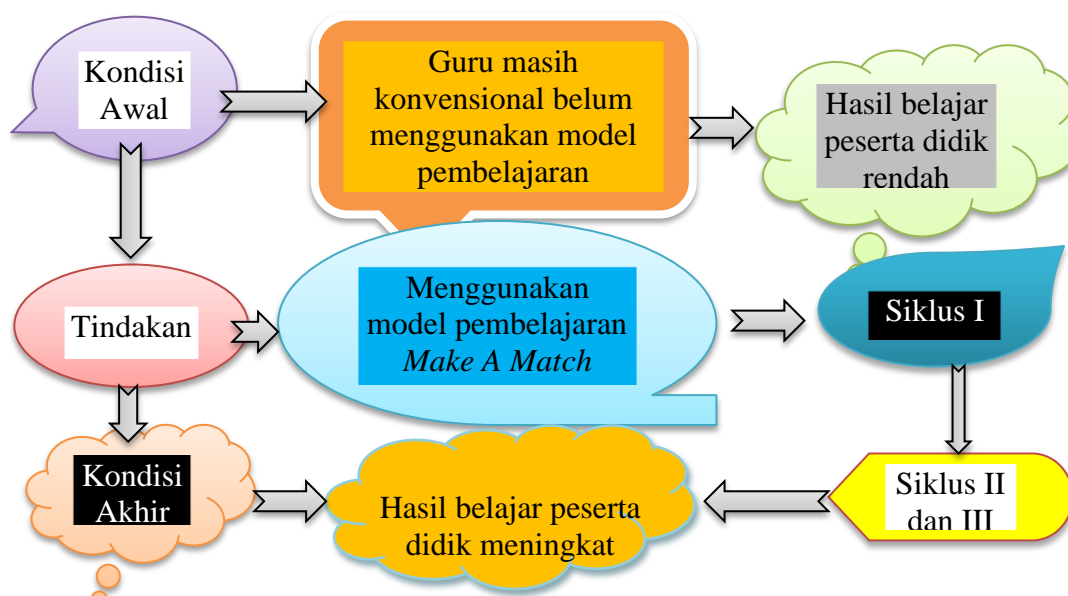 Kondisi
Awal
Guru masih
konvensional belum
menggunakan model
pembelajaran
Hasil belajar
peserta didik
rendah
Tindakan
Menggunakan
model pembelajaran
Make A Match
Siklus I
Kondisi
Akhir
Hasil belajar peserta
didik meningkat
Siklus II
dan III